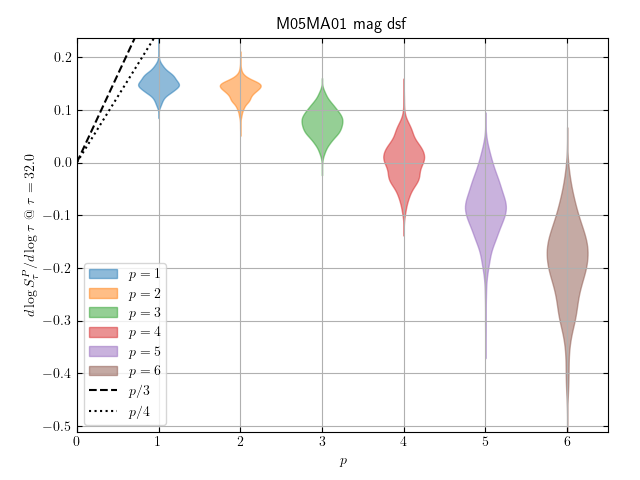 M05MA01 mag dsf
d log S_τ^P / d log τ @ τ = 32.0
0.2
0.1
0.0
−0.1
−0.2
−0.3
−0.4
−0.5
p = 1
p = 2
p = 3
p = 4
p = 5
p = 6
p/3
p/4
0 1 2 3 4 5 6
p